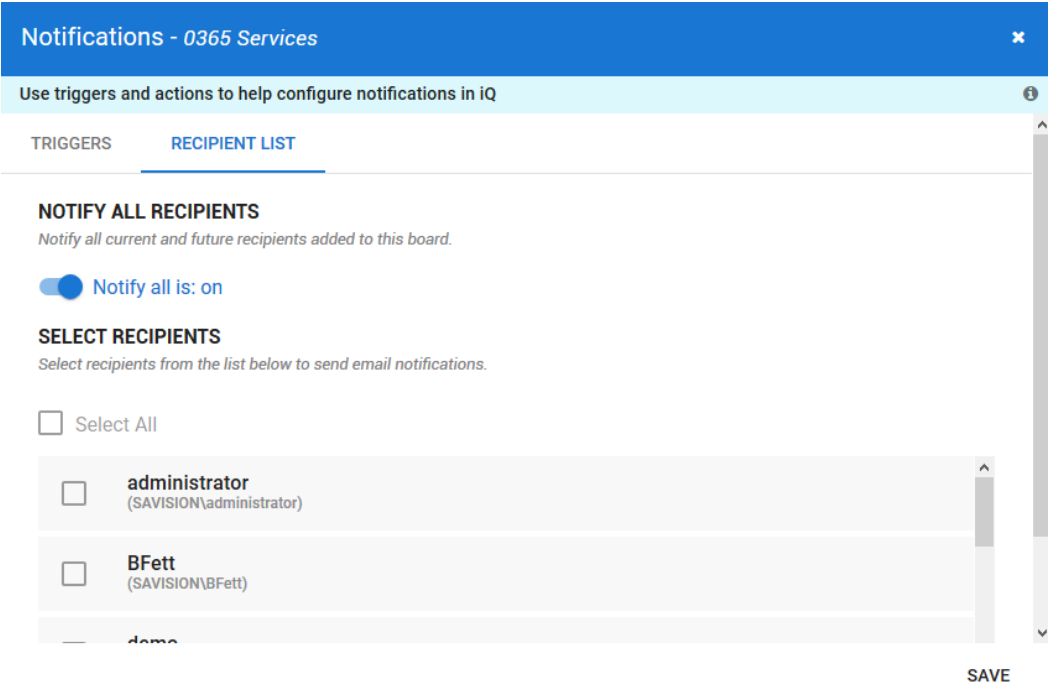 Notifications - 0365 Services
Use triggers and actions to help configure notifications in iQ
TRIGGERS
RECIPIENT LIST
NOTIFY ALL RECIPIENTS
Notify all current and future recipients added to this board.
Notify all is: on
SELECT RECIPIENTS
Select recipients from the list below to send email notifications.
Select All
administrator
(SAVISION\administrator)
BFett
(SAVISION\BFett)
demo
SAVE